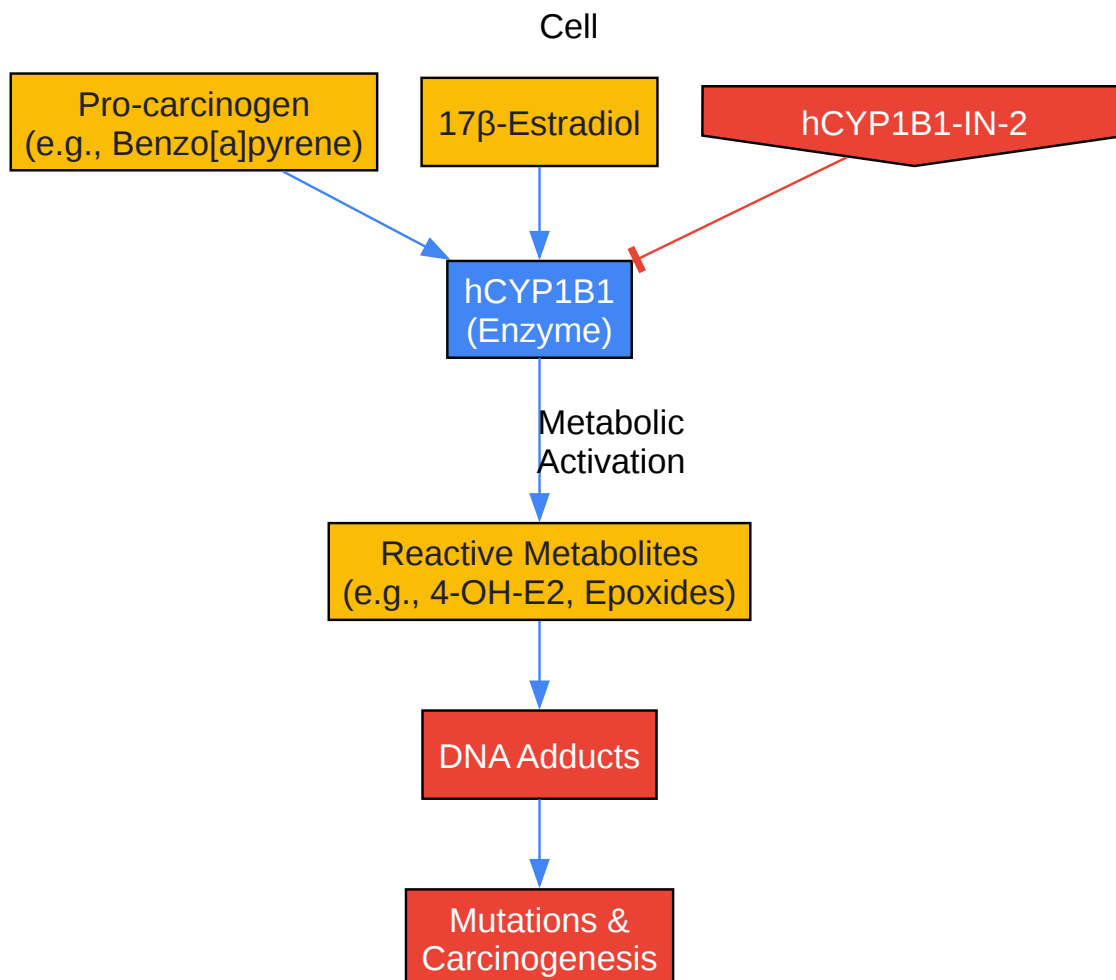 Cell
Pro-carcinogen
(e.g., Benzo[a]pyrene)
17β-Estradiol
hCYP1B1-IN-2
hCYP1B1
(Enzyme)
Metabolic
Activation
Reactive Metabolites
(e.g., 4-OH-E2, Epoxides)
DNA Adducts
Mutations &
Carcinogenesis